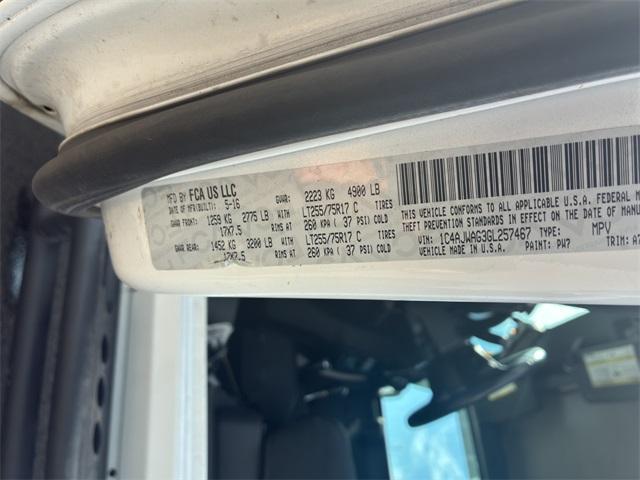 MFD BY FCA US LLC
DATE OF MFR(BUILT): 5-16 GVWR: 2223 KG 4900 LB
GAWR FRONT: 1259 KG 2775 LB WITH LT255/75R17 C TIRES
17X7.5 RIMS AT 260 KPA ( 37 PSI) COLD
GAWR REAR: 1452 KG 3200 LB WITH LT255/75R17 C TIRES
17X7.5 RIMS AT 260 KPA ( 37 PSI) COLD
THIS VEHICLE CONFORMS TO ALL APPLICABLE U.S.A. FEDERAL M
THEFT PREVENTION STANDARDS IN EFFECT ON THE DATE OF MAN
VIN: 1C4AJWAG3GL257467 TYPE: MPV
VEHICLE MADE IN U.S.A. PAINT: PW7 TRIM: A7